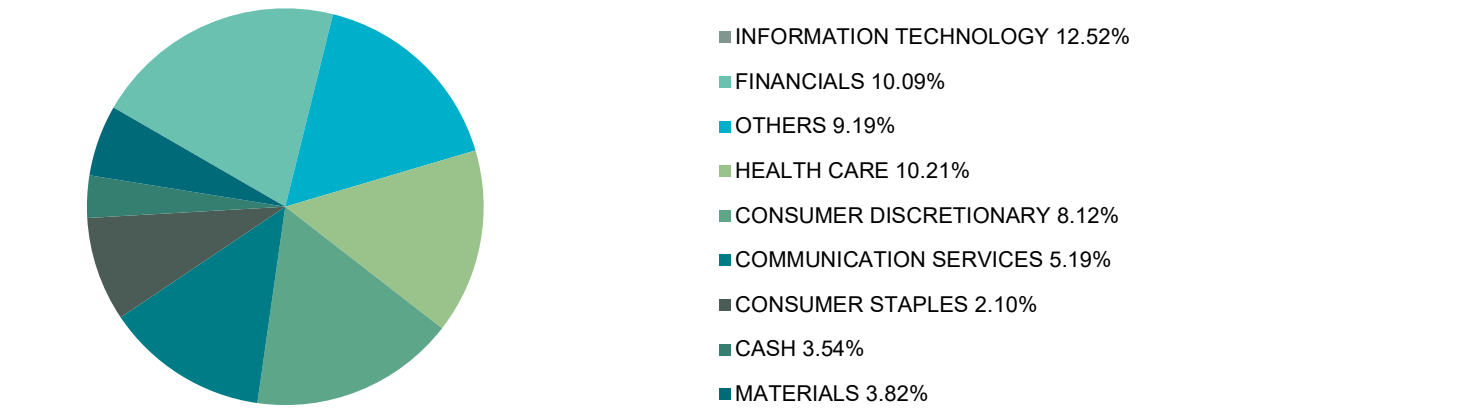 INFORMATION TECHNOLOGY 12.52%
FINANCIALS 10.09%
OTHERS 9.19%
HEALTH CARE 10.21%
CONSUMER DISCRETIONARY 8.12%
COMMUNICATION SERVICES 5.19%
CONSUMER STAPLES 2.10%
CASH 3.54%
MATERIALS 3.82%